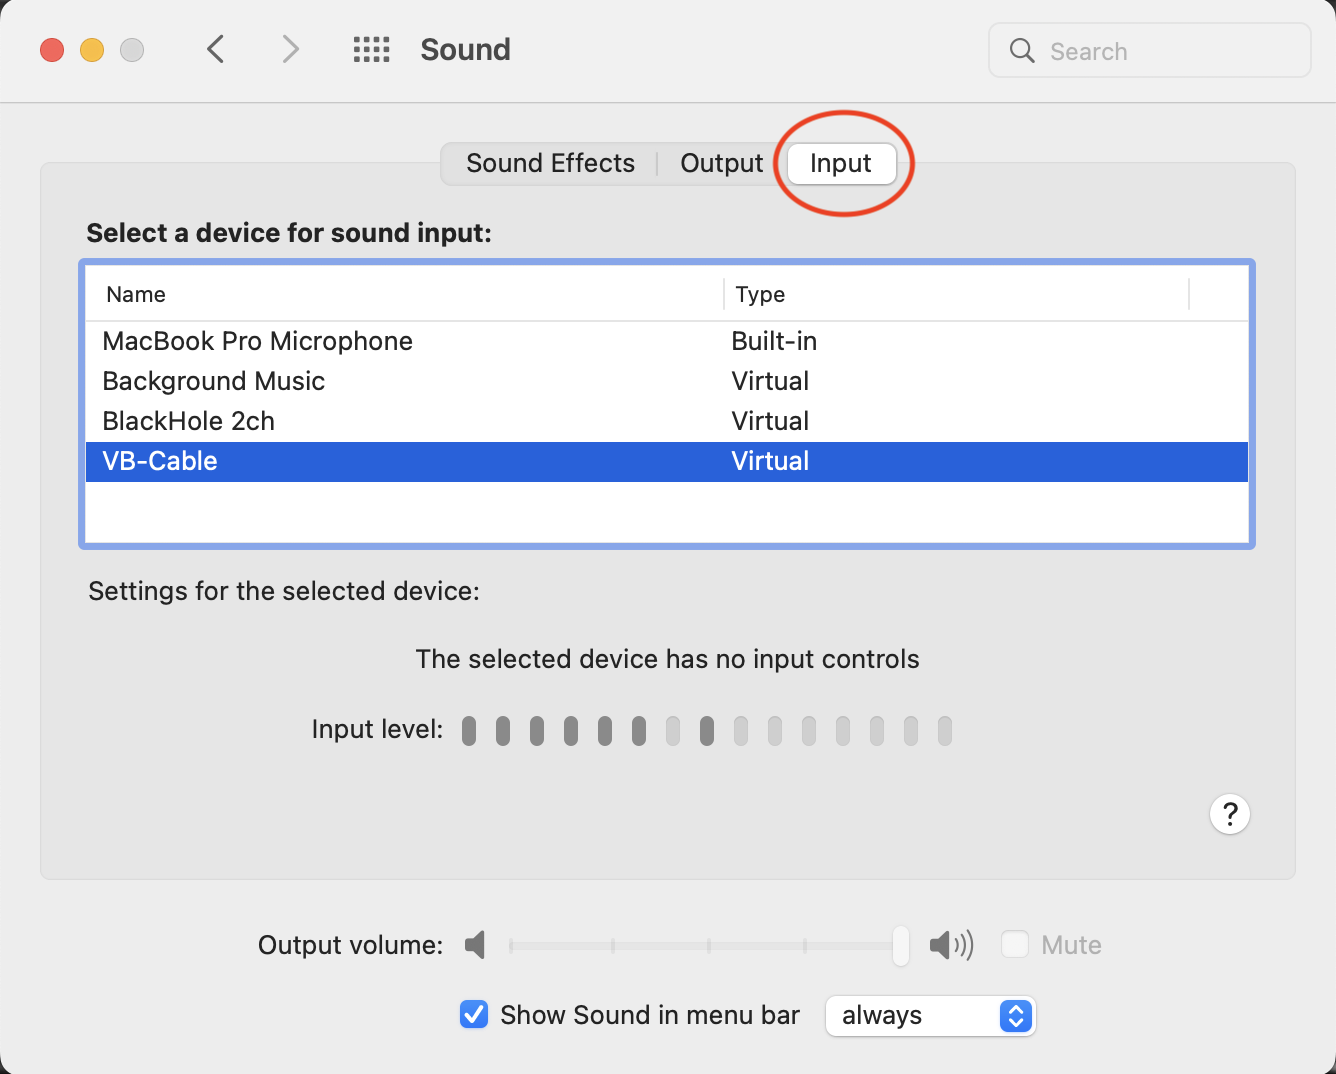 Sound
Search
Sound Effects Output Input
Select a device for sound input:
Name Type
MacBook Pro Microphone Built-in
Background Music Virtual
BlackHole 2ch Virtual
VB-Cable Virtual
Settings for the selected device:
The selected device has no input controls
Input level:
?
Output volume: Mute
Show Sound in menu bar always